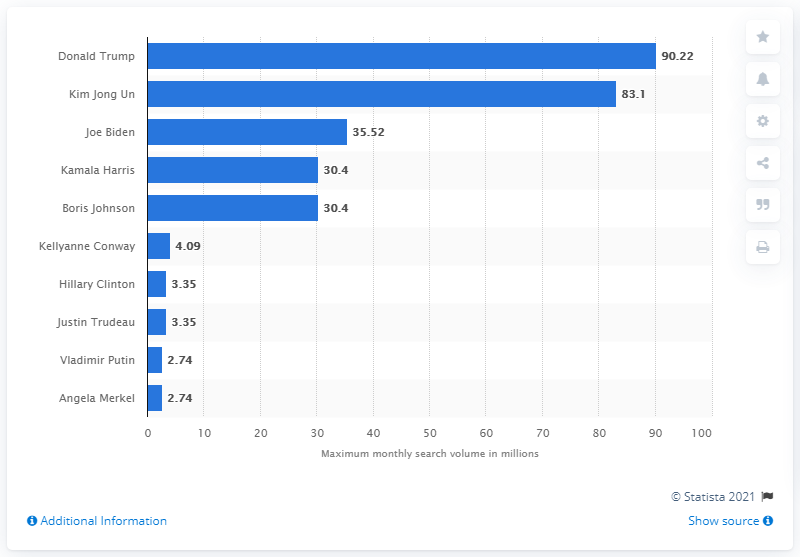 Donald Trump 90.22
Kim Jong Un 83.1
Joe Biden 35.52
Kamala Harris 30.4
Boris Johnson 30.4
Kellyanne Conway 4.09
Hillary Clinton 3.35
Justin Trudeau 3.35
Vladimir Putin 2.74
Angela Merkel 2.74
0 10 20 30 40 50 60 70 80 90 100
Maximum monthly search volume in millions
© Statista 2021
Additional Information
Show source